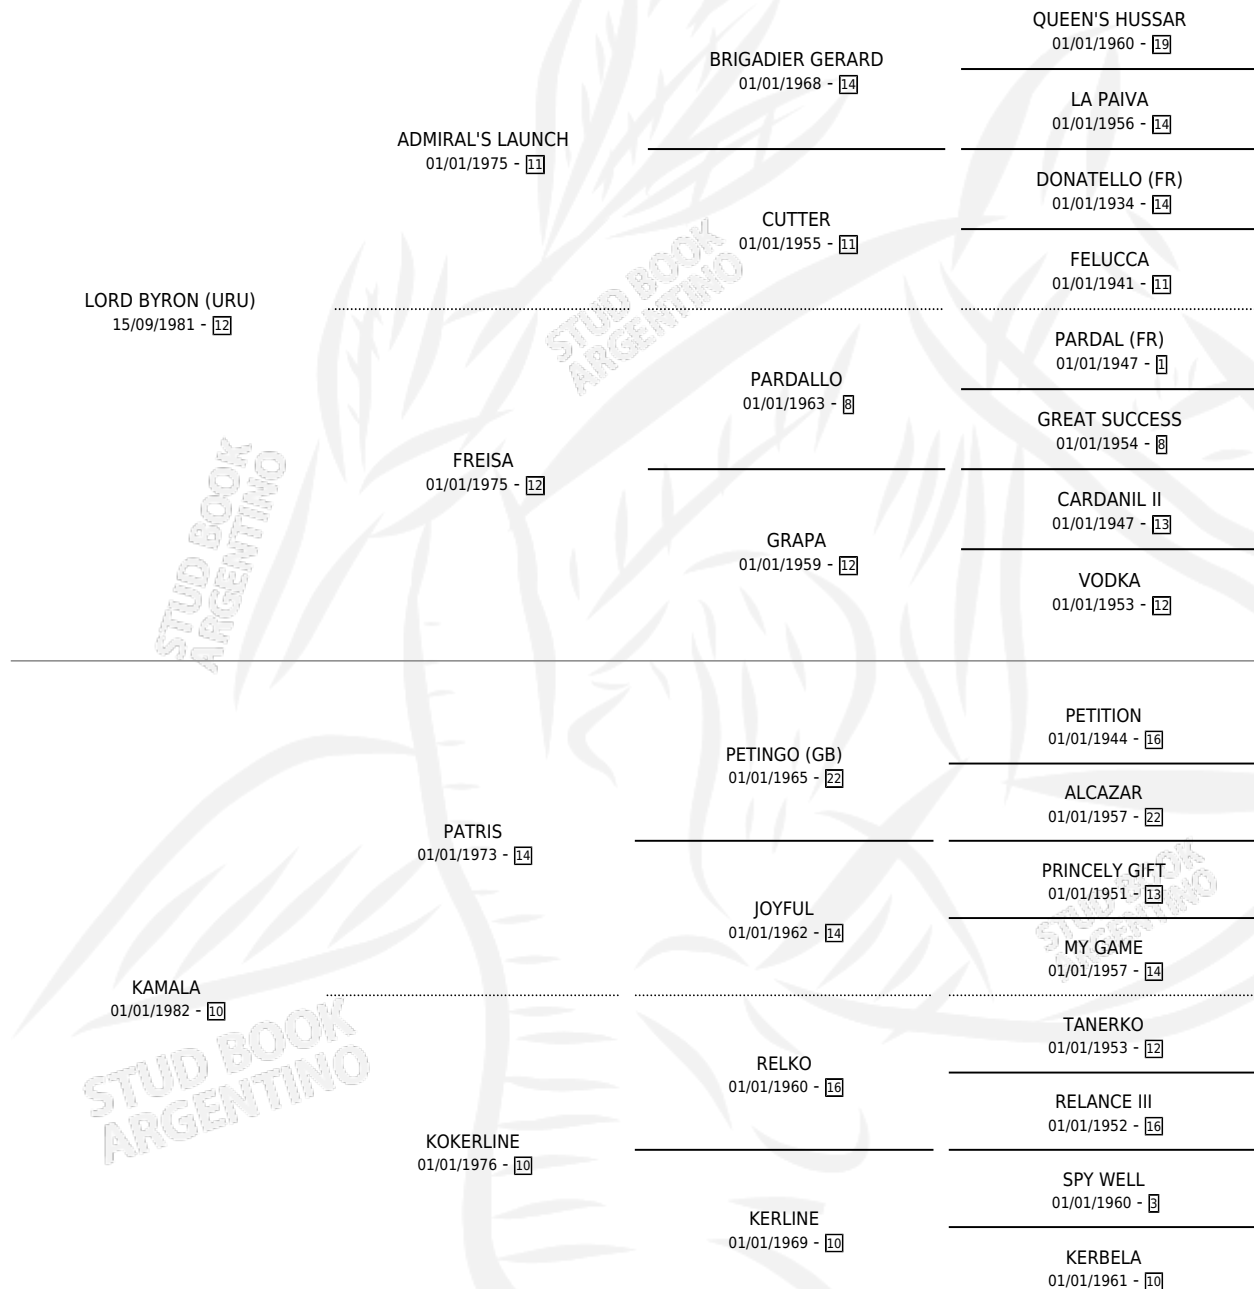 QUEEN'S HUSSAR
01/01/1960 - 19
BRIGADIER GERARD
01/01/1968 - 14
LA PAIVA
01/01/1956 - 14
ADMIRAL'S LAUNCH
01/01/1975 - 11
DONATELLO (FR)
01/01/1934 - 14
CUTTER
01/01/1955 - 11
FELUCCA
01/01/1941 - 11
LORD BYRON (URU)
15/09/1981 - 12
PARDAL (FR)
01/01/1947 - 1
PARDALLO
01/01/1963 - 8
GREAT SUCCESS
01/01/1954 - 8
FREISA
01/01/1975 - 12
CARDANIL II
01/01/1947 - 13
GRAPA
01/01/1959 - 12
VODKA
01/01/1953 - 12
STUD BOOK
ARGENTINO
STUD BOOK
ARGENTINO
PETITION
01/01/1944 - 16
PETINGO (GB)
01/01/1965 - 22
ALCAZAR
01/01/1957 - 22
PATRIS
01/01/1973 - 14
PRINCELY GIFT
01/01/1951 - 13
JOYFUL
01/01/1962 - 14
MY GAME
01/01/1957 - 14
STUD BOOK
ARGENTINO
KAMALA
01/01/1982 - 10
TANERKO
01/01/1953 - 12
RELKO
01/01/1960 - 16
RELANCE III
01/01/1952 - 16
STUD BOOK
ARGENTINO
KOKERLINE
01/01/1976 - 10
SPY WELL
01/01/1960 - 3
KERLINE
01/01/1969 - 10
KERBELA
01/01/1961 - 10